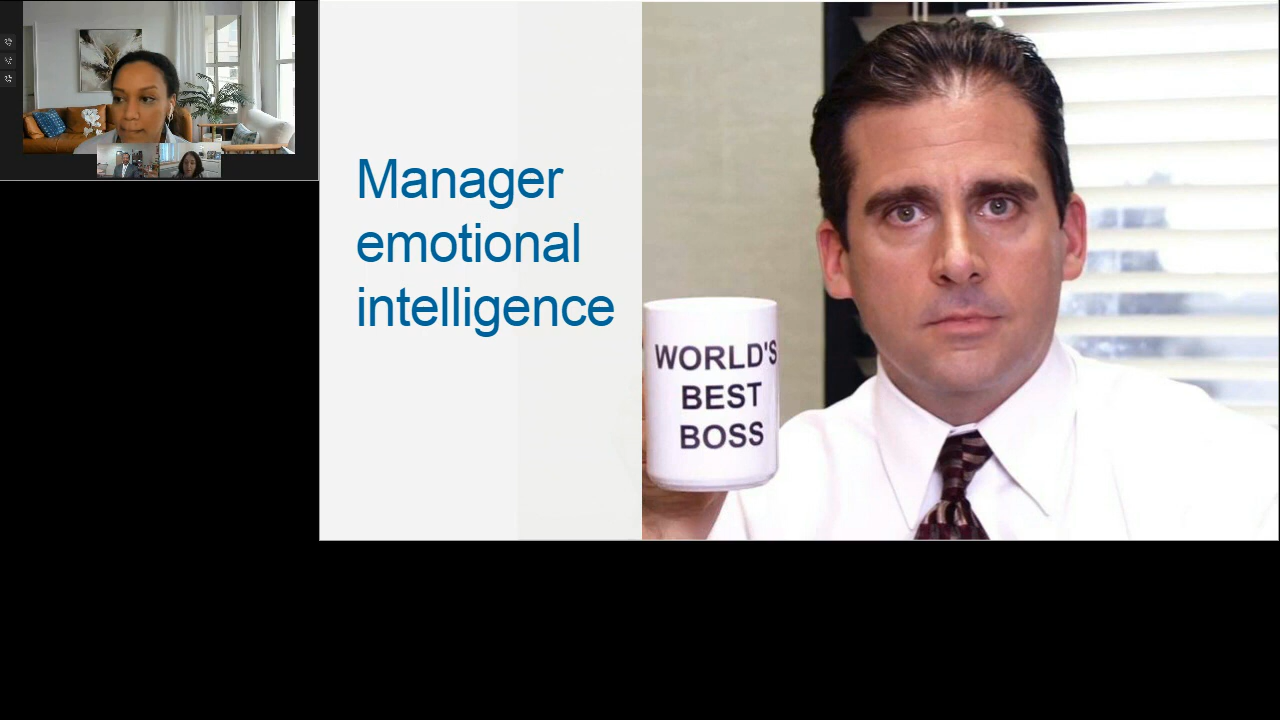 Manager
emotional
intelligence
WORLD'S
BEST
BOSS